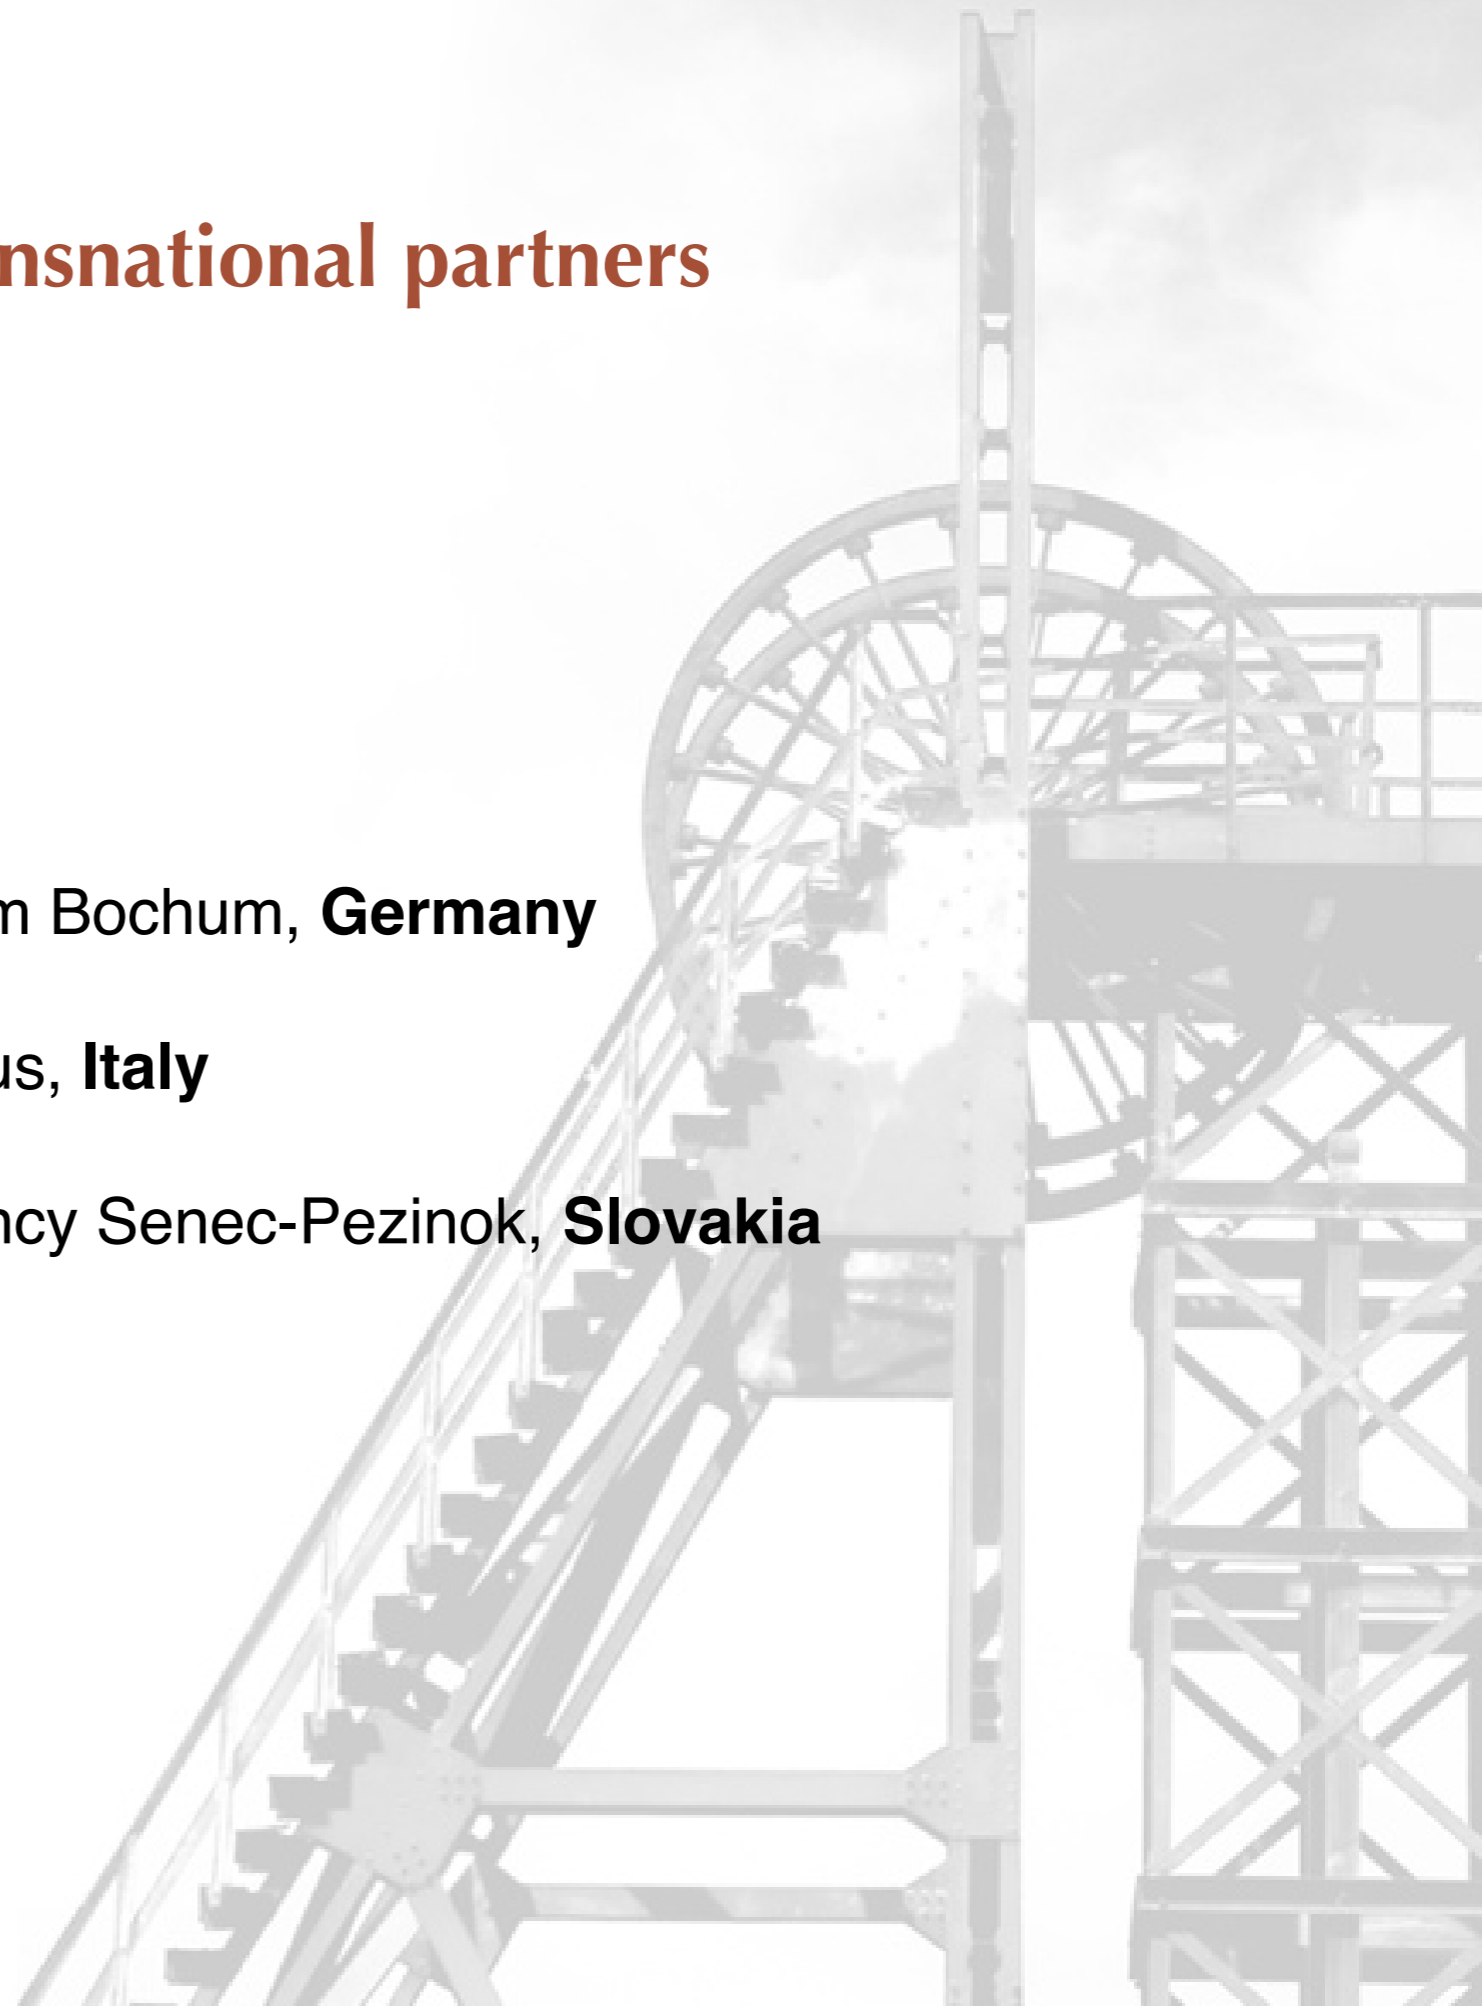 nsnational partners
m Bochum, Germany
us, Italy
ncy Senec-Pezinok, Slovakia